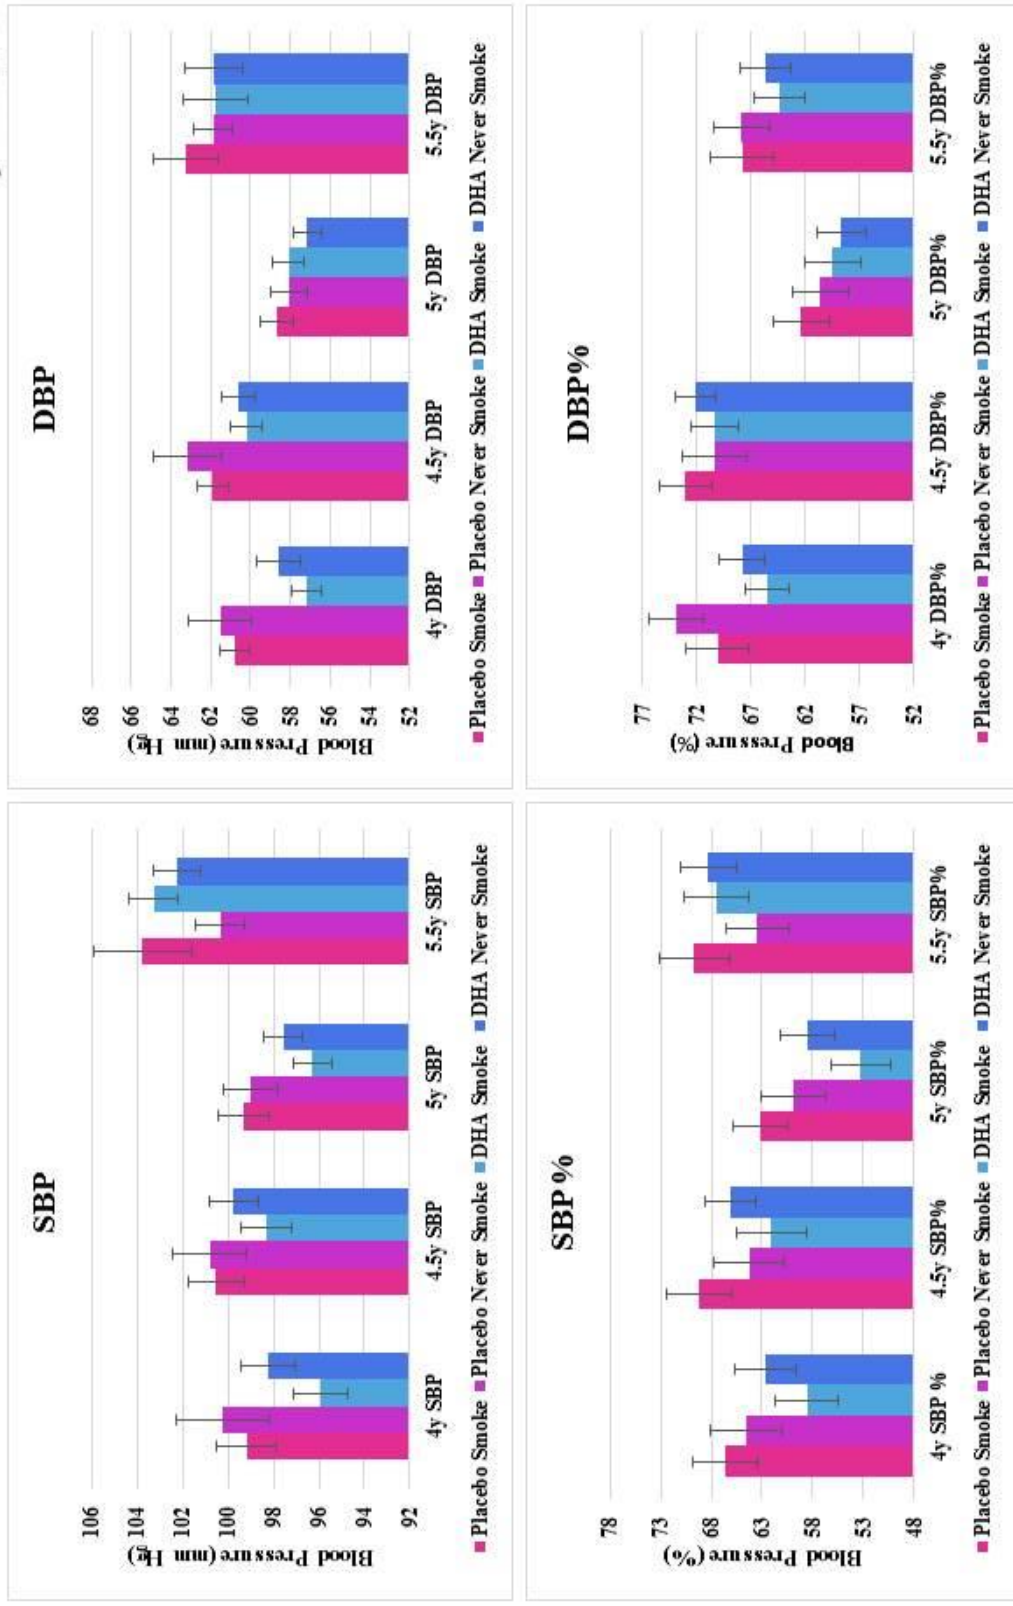 SBP
Blood Pressure (mm Hg)
106
104
102
100
98
96
94
92
4y SBP 4.5y SBP 5y SBP 5.5y SBP
Placebo Smoke Placebo Never Smoke DHA Smoke DHA Never Smoke
DBP
Blood Pressure (mm Hg)
68
66
64
62
60
58
56
54
52
4y DBP 4.5y DBP 5y DBP 5.5y DBP
Placebo Smoke Placebo Never Smoke DHA Smoke DHA Never Smoke
SBP %
Blood Pressure (%)
78
73
68
63
58
53
48
4y SBP % 4.5y SBP% 5y SBP% 5.5y SBP%
Placebo Smoke Placebo Never Smoke DHA Smoke DHA Never Smoke
DBP%
Blood Pressure (%)
77
72
67
62
57
52
4y DBP% 4.5y DBP% 5y DBP% 5.5y DBP%
Placebo Smoke Placebo Never Smoke DHA Smoke DHA Never Smoke